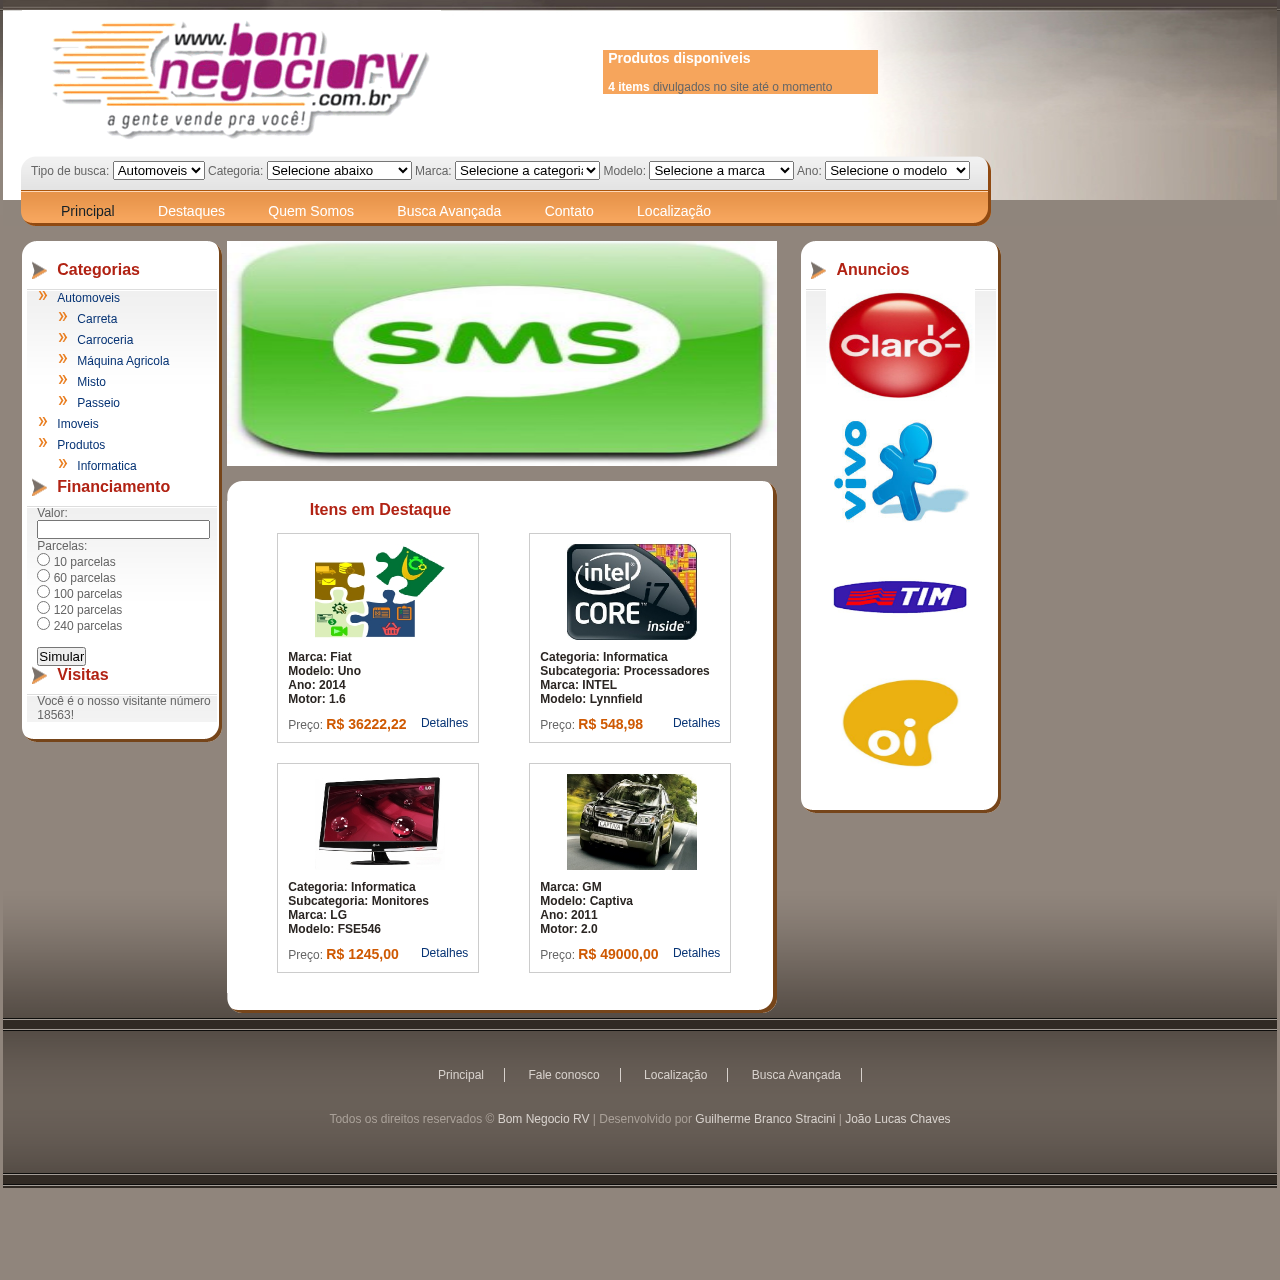 www.bom
negociorv
.com.br
a gente vende pra você!
Produtos disponiveis
4 items divulgados no site até o momento
Tipo de busca: Automoveis Categoria: Selecione abaixo Marca: Selecione a categoria Modelo: Selecione a marca Ano: Selecione o modelo
Principal Destaques Quem Somos Busca Avançada Contato Localização
Categorias
Automoveis
Carreta
Carroceria
Máquina Agricola
Misto
Passeio
Imoveis
Produtos
Informatica
Financiamento
Valor:
Parcelas:
10 parcelas
60 parcelas
100 parcelas
120 parcelas
240 parcelas
Simular
Visitas
Você é o nosso visitante número
18563!
SMS
Itens em Destaque
Marca: Fiat
Modelo: Uno
Ano: 2014
Motor: 1.6
Preço: R$ 36222,22 Detalhes
intel
i7
CORE™
inside™
Categoria: Informatica
Subcategoria: Processadores
Marca: INTEL
Modelo: Lynnfield
Preço: R$ 548,98 Detalhes
LG
Categoria: Informatica
Subcategoria: Monitores
Marca: LG
Modelo: FSE546
Preço: R$ 1245,00 Detalhes
CAPTIVA
Marca: GM
Modelo: Captiva
Ano: 2011
Motor: 2.0
Preço: R$ 49000,00 Detalhes
Anuncios
Claro
vivo
TIM
oi
Principal
Fale conosco
Localização
Busca Avançada
Todos os direitos reservados © Bom Negocio RV | Desenvolvido por Guilherme Branco Stracini | João Lucas Chaves